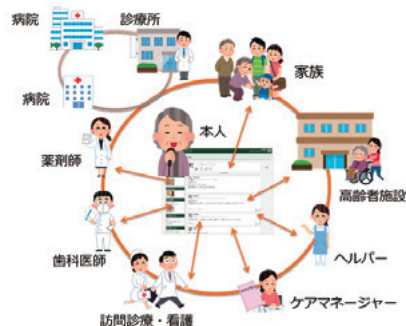 病院
診療所
病院
家族
本人
薬剤師
高齢者施設
歯科医師
ヘルパー
ケアマネージャー
訪問診療・看護